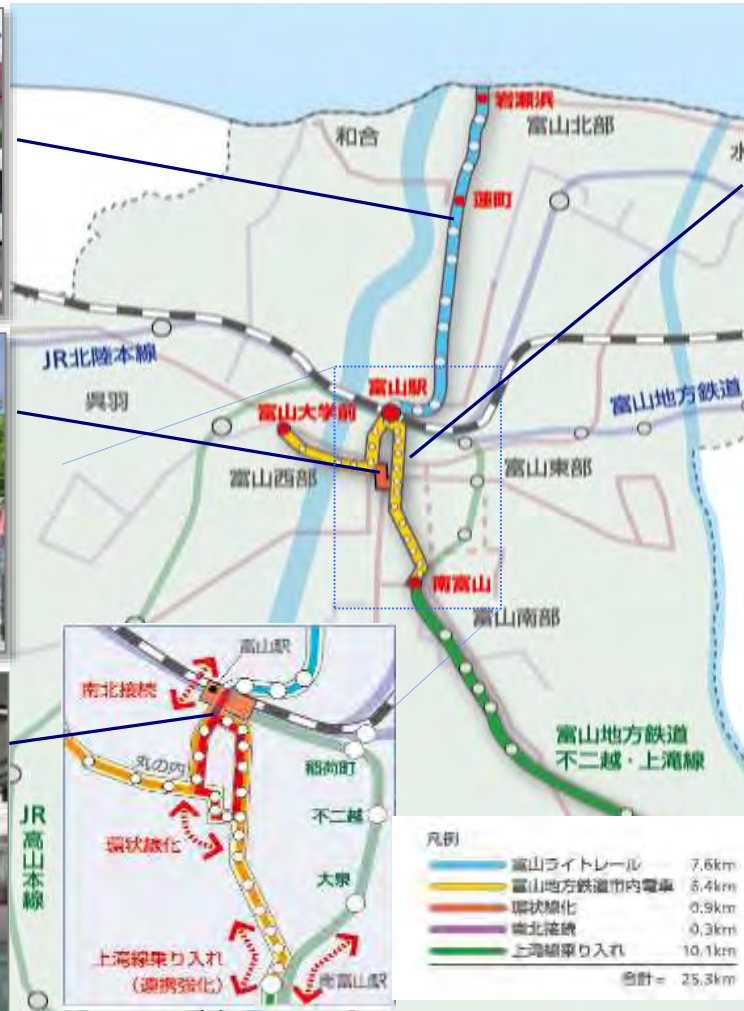 岩瀬浜
富山北部
和合
水
蓮町
JR北陸本線
呉羽
富山駅
富山大学前
富山地方鉄道
富山西部
富山東部
南富山
富山南部
富山地方鉄道
不二越・上滝線
JR高山本線
富山駅
南北接続
丸の内
稲荷町
環状線化
不二越
大泉
上滝線乗り入れ
(連携強化)
南富山駅
凡例
富山ライトレール 7.6km
富山地方鉄道市内電車 6.4km
環状線化 0.9km
南北接続 0.3km
上滝線乗り入れ 10.1km
合計= 25.3km